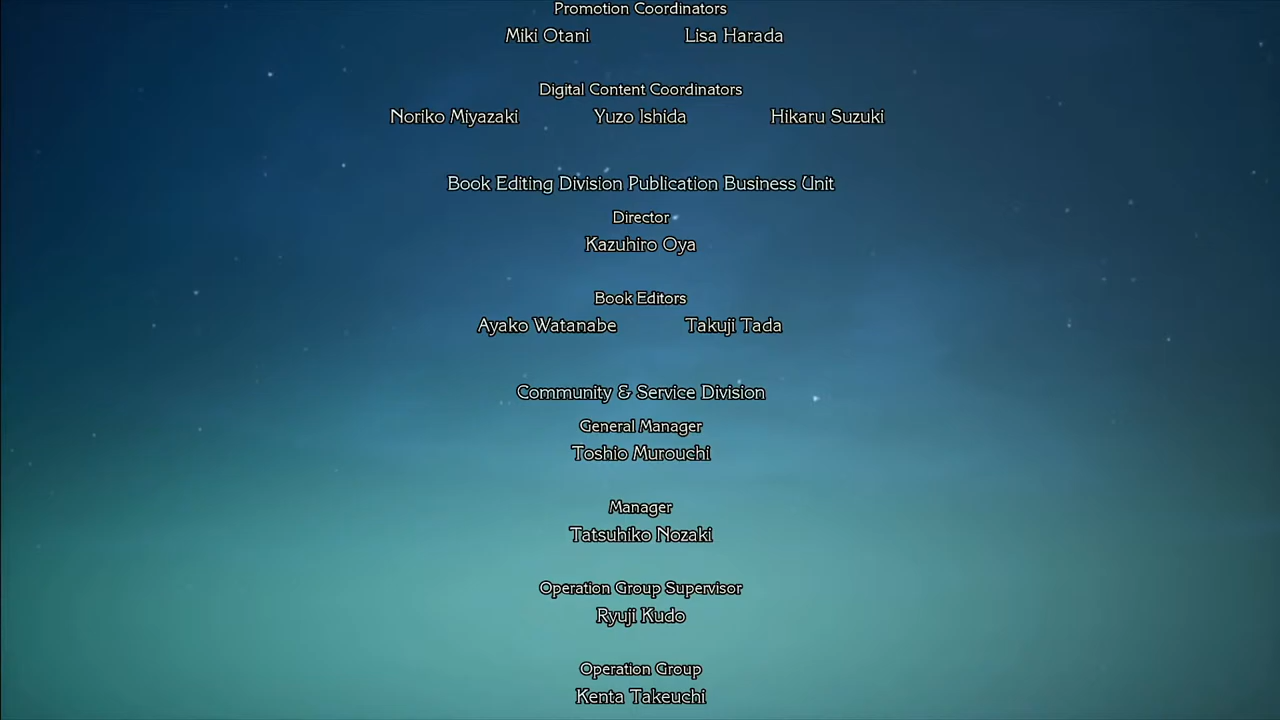 Promotion Coordinators
Miki Otani Lisa Harada
Digital Content Coordinators
Noriko Miyazaki Yuzo Ishida Hikaru Suzuki
Book Editing Division Publication Business Unit
Director
Kazuhiro Oya
Book Editors
Ayako Watanabe Takuji Tada
Community & Service Division
General Manager
Toshio Murouchi
Manager
Tatsuhiko Nozaki
Operation Group Supervisor
Ryuji Kudo
Operation Group
Kenta Takeuchi